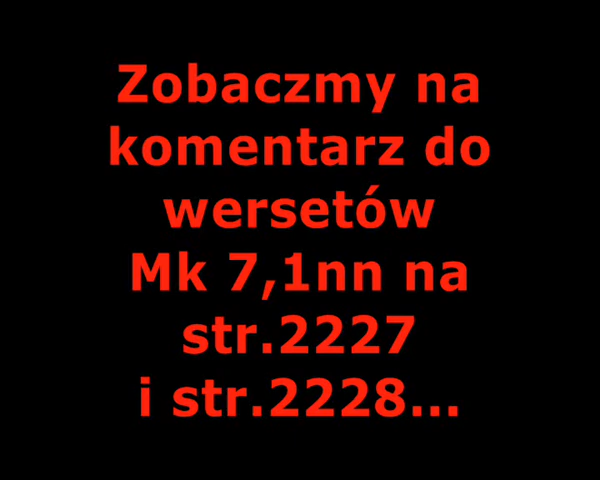 Zobaczmy na
komentarz do
wersetów
Mk 7,1nn na
str.2227
i str.2228...